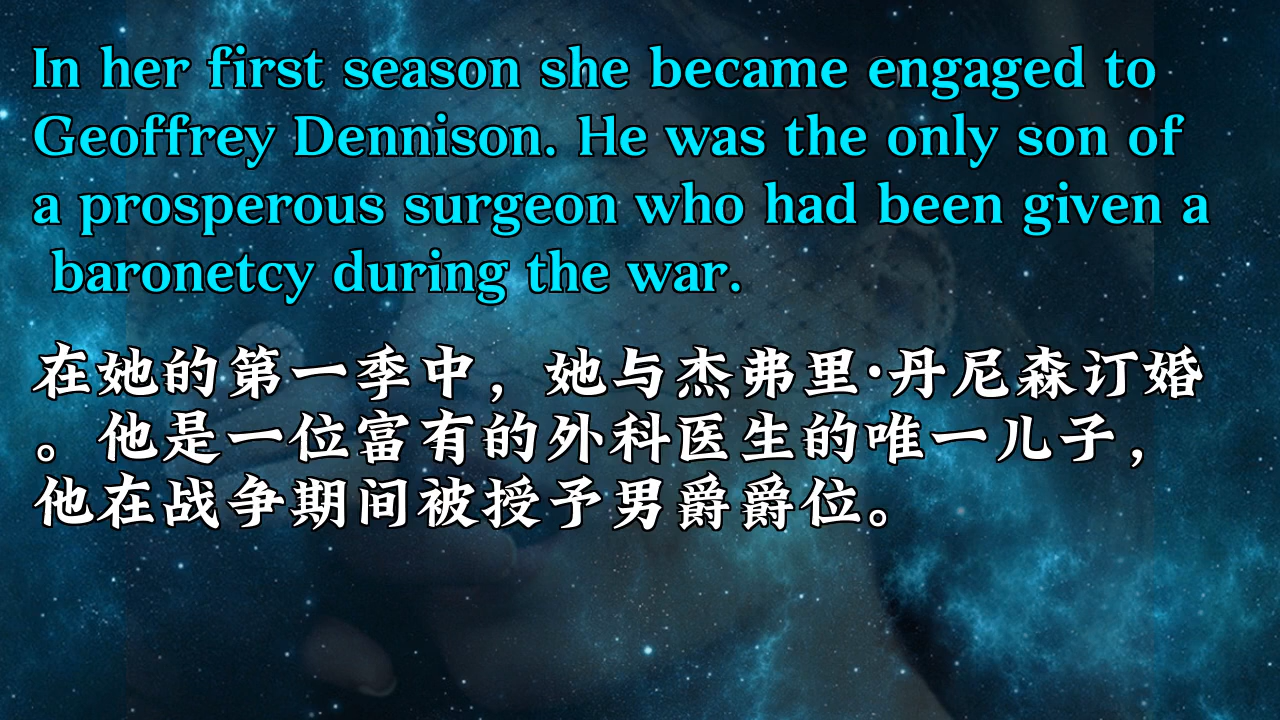 In her first season she became engaged to
Geoffrey Dennison. He was the only son of
a prosperous surgeon who had been given a
baronetcy during the war.
在她的第一季中，她与杰弗里·丹尼森订婚
。他是一位富有的外科医生的唯一儿子，
他在战争期间被授予男爵爵位。